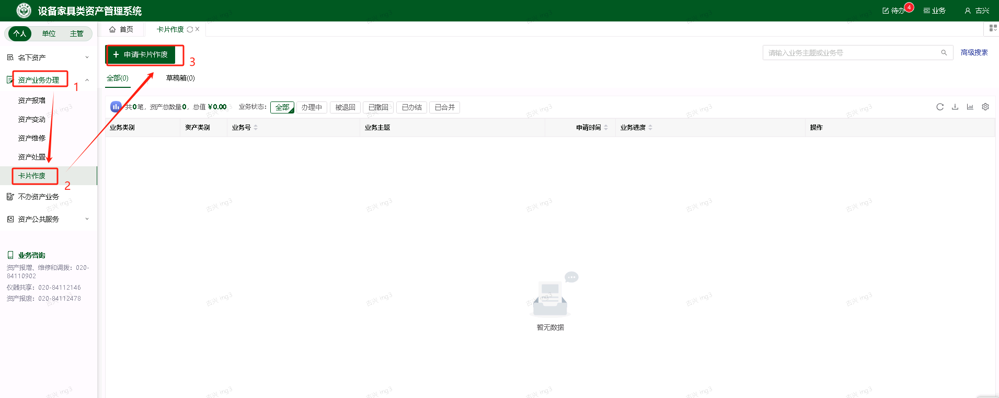 设备家具类资产管理系统
待办 4
业务
古兴
个人 单位 主管
首页
卡片作废
名下资产
资产业务办理
1
资产报增
资产变动
资产维修
资产处置
卡片作废
2
不办资产业务
资产公共服务
业务咨询
资产报增、维修和调拨：020-
84110902
仪器共享：020-84112146
资产报废：020-84112478
+ 申请卡片作废
3
请输入业务主题或业务号
高级搜索
全部(0) 草稿箱(0)
共0笔，资产总数量0，总值 ¥0.00 业务状态： 全部 办理中 被退回 已撤回 已办结 已合并
业务类别 资产类别 业务号 业务主题 申请时间 业务进度 操作
暂无数据
古兴 ing3